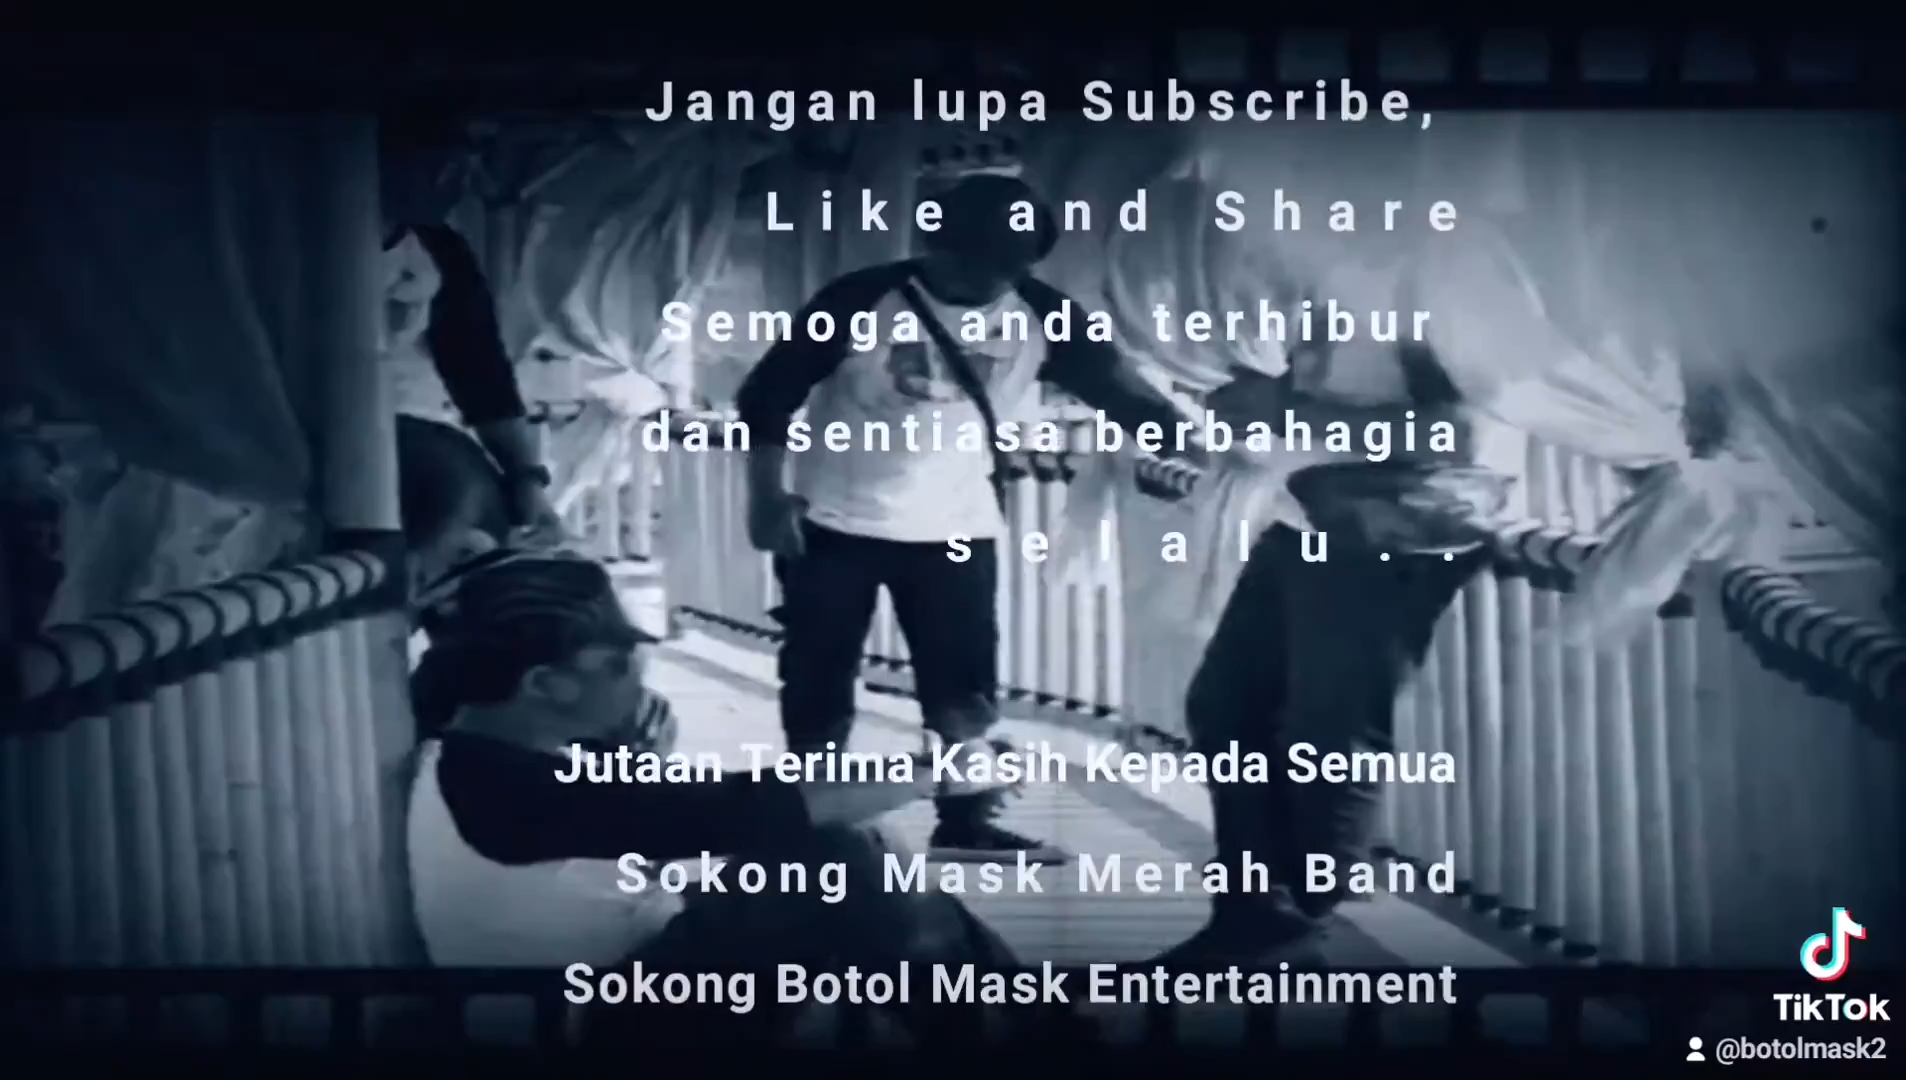 Jangan lupa Subscribe,
Like and Share
Semoga anda terhibur
dan sentiasa berbahagia
selalu..
Jutaan Terima Kasih Kepada Semua
Sokong Mask Merah Band
Sokong Botol Mask Entertainment
TikTok
@botolmask2